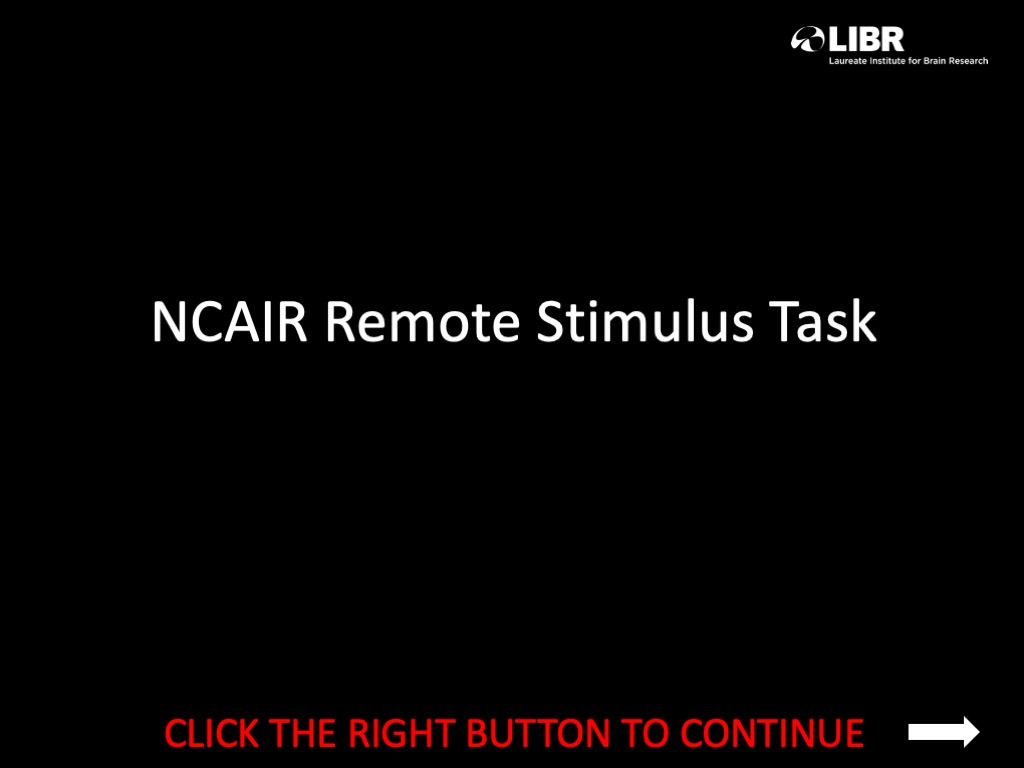 LIBR
Laureate Institute for Brain Research
NCAIR Remote Stimulus Task
CLICK THE RIGHT BUTTON TO CONTINUE